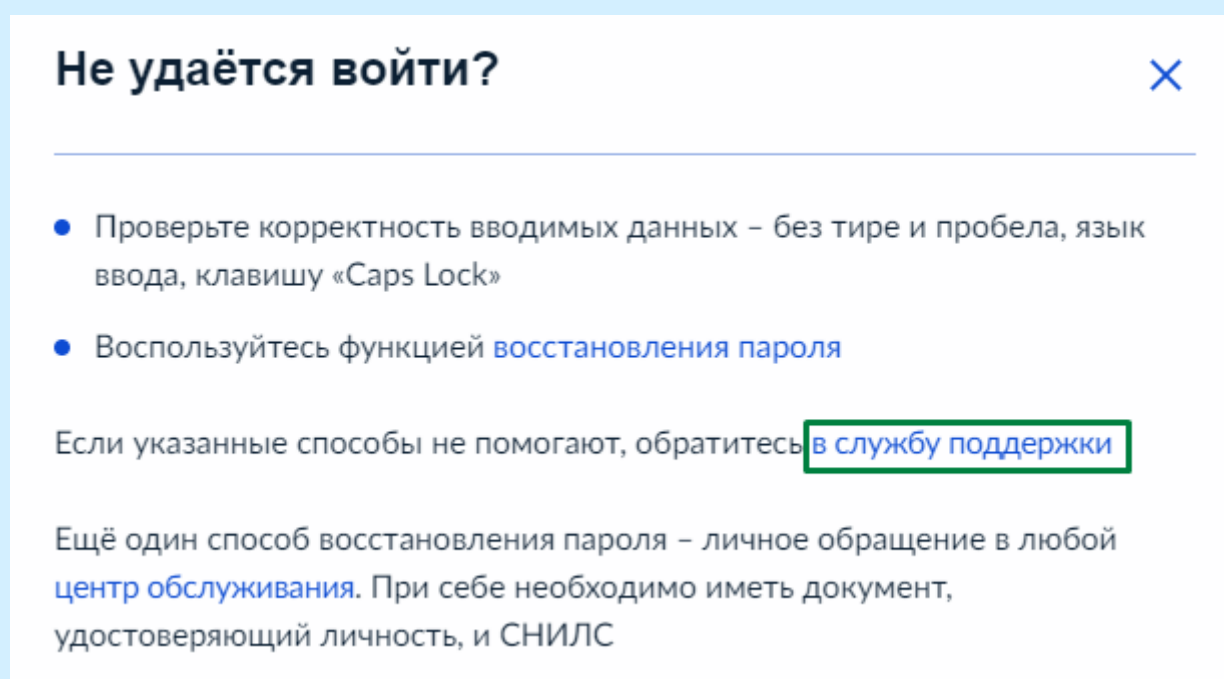 Не удаётся войти?
Проверьте корректность вводимых данных – без тире и пробела, язык
ввода, клавишу «Caps Lock»
Воспользуйтесь функцией восстановления пароля
Если указанные способы не помогают, обратитесь в службу поддержки
Ещё один способ восстановления пароля – личное обращение в любой
центр обслуживания. При себе необходимо иметь документ,
удостоверяющий личность, и СНИЛС